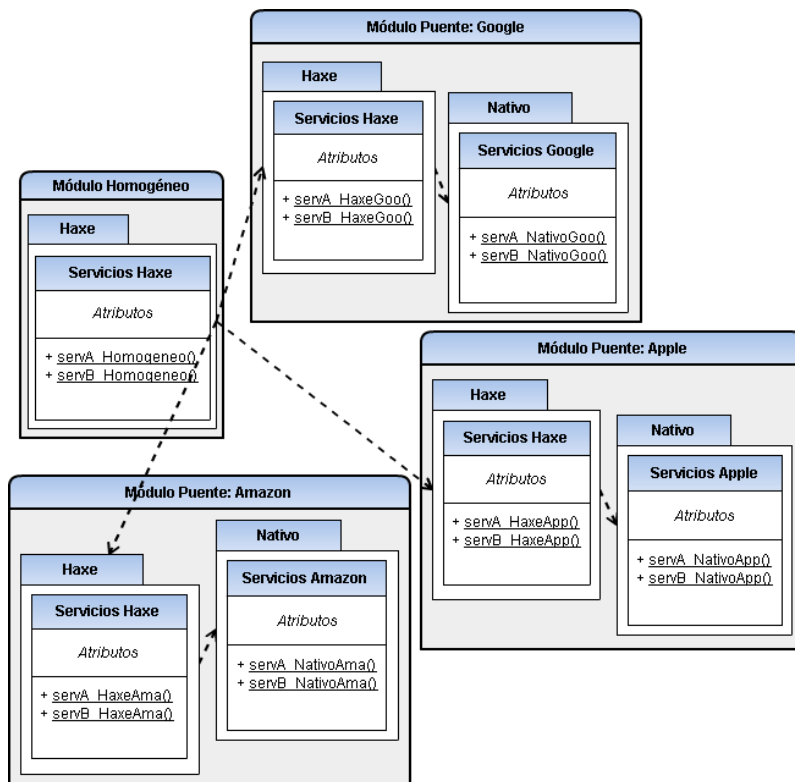 Módulo Puente: Google
Haxe
Servicios Haxe
Atributos
+ servA_HaxeGoo()
+ servB_HaxeGoo()
Nativo
Servicios Google
Atributos
+ servA_NativoGoo()
+ servB_NativoGoo()
Módulo Homogéneo
Haxe
Servicios Haxe
Atributos
+ servA_Homogeneo()
+ servB_Homogeneo()
Módulo Puente: Apple
Haxe
Servicios Haxe
Atributos
+ servA_HaxeApp()
+ servB_HaxeApp()
Nativo
Servicios Apple
Atributos
+ servA_NativoApp()
+ servB_NativoApp()
Módulo Puente: Amazon
Haxe
Servicios Haxe
Atributos
+ servA_HaxeAma()
+ servB_HaxeAma()
Nativo
Servicios Amazon
Atributos
+ servA_NativoAma()
+ servB_NativoAma()